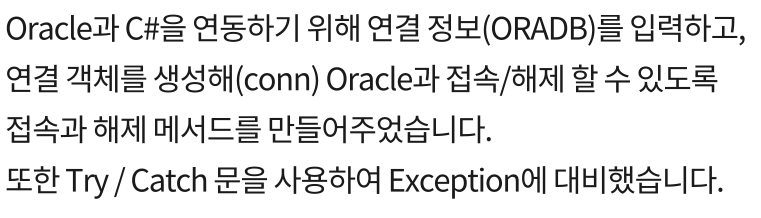 Oracle과 C#을 연동하기 위해 연결 정보(ORADB)를 입력하고,
연결 객체를 생성해(conn) Oracle과 접속/해제 할 수 있도록
접속과 해제 메서드를 만들어주었습니다.
또한 Try / Catch 문을 사용하여 Exception에 대비했습니다.